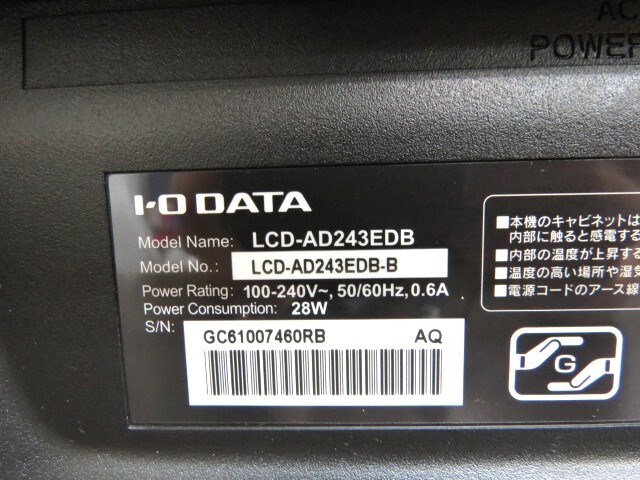 AC
POWER
I-O DATA
Model Name: LCD-AD243EDB
Model No.: LCD-AD243EDB-B
Power Rating: 100-240V~, 50/60Hz, 0.6A
Power Consumption: 28W
S/N:
GC61007460RB AQ
■本機のキャビネットは
内部に触ると感電する
■内部の温度が上昇する
■温度の高い場所や湿気
■電源コードのアース線
G